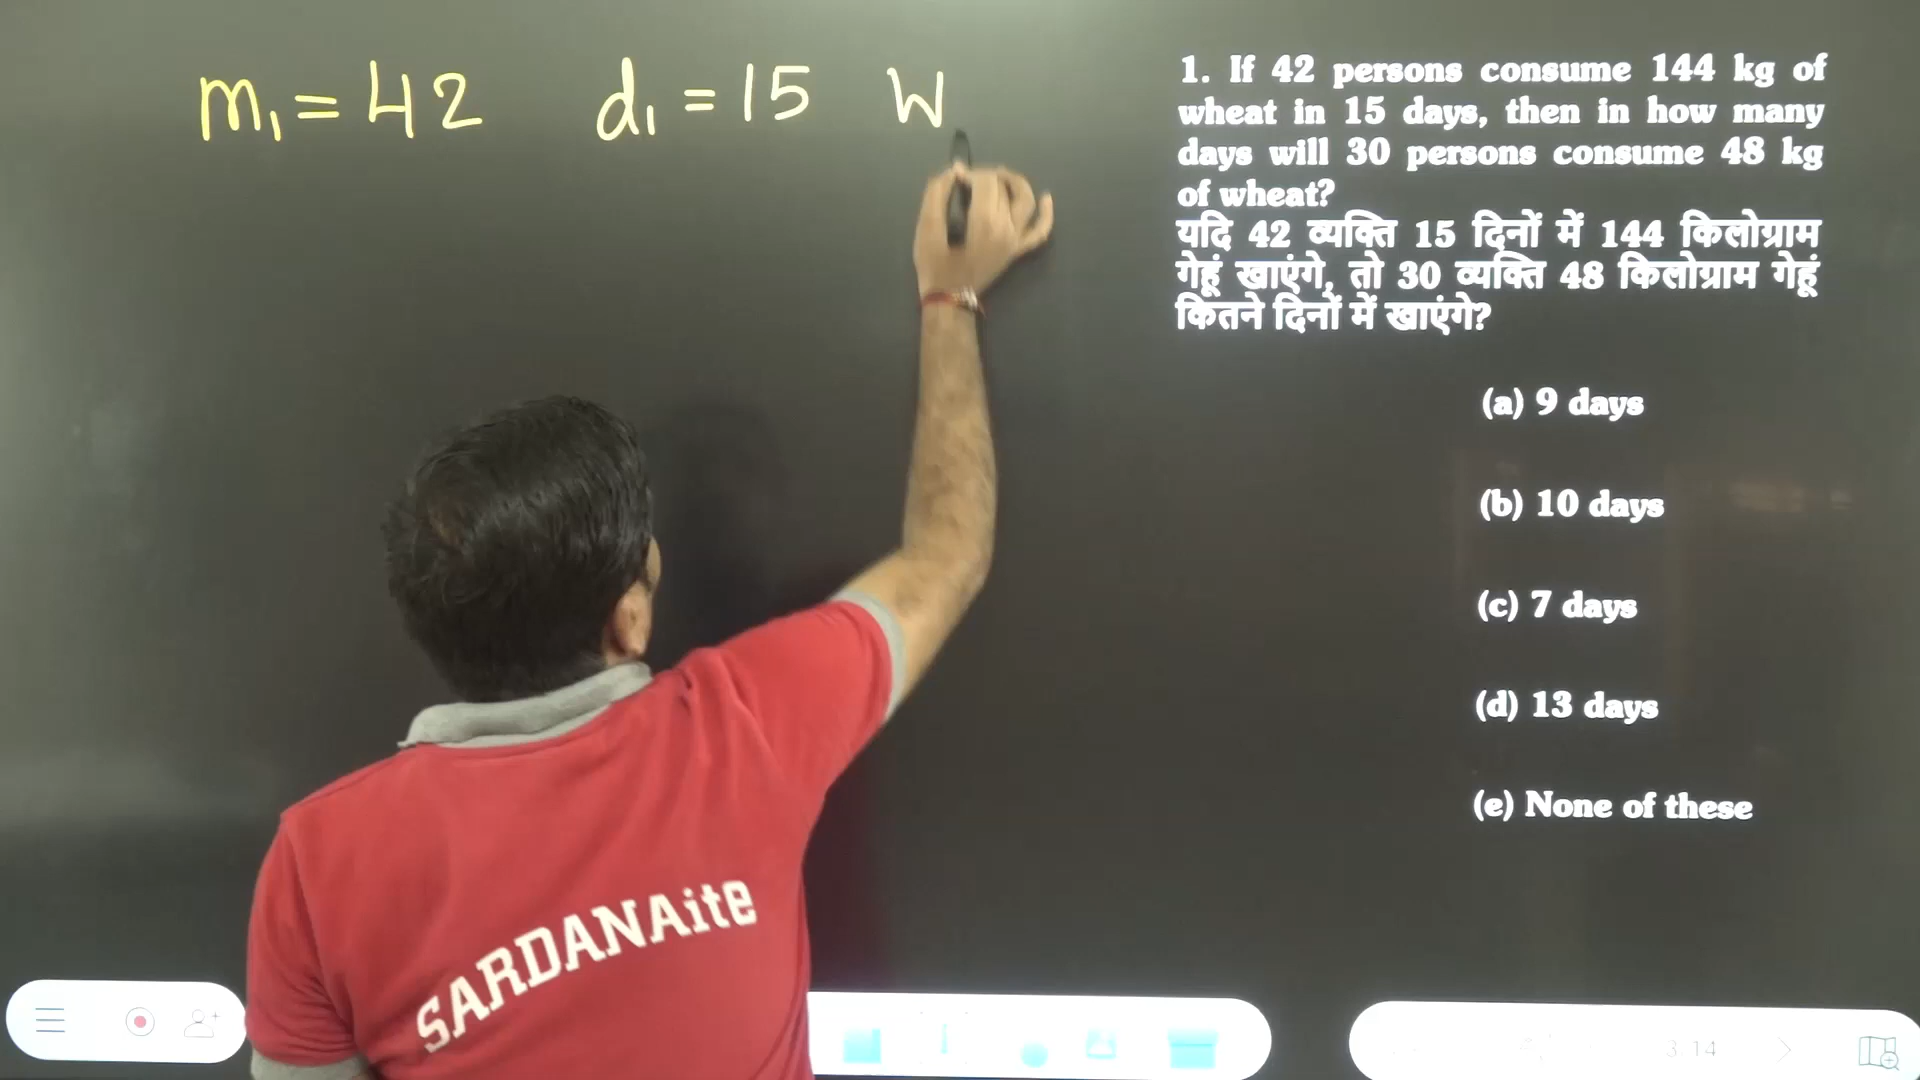 m₁ = 42 d₁ = 15 W
1. If 42 persons consume 144 kg of
wheat in 15 days, then in how many
days will 30 persons consume 48 kg
of wheat?
यदि 42 व्यक्ति 15 दिनों में 144 किलोग्राम
गेहूं खाएंगे, तो 30 व्यक्ति 48 किलोग्राम गेहूं
कितने दिनों में खाएंगे?
(a) 9 days
(b) 10 days
(c) 7 days
(d) 13 days
(e) None of these
SARDANAite
3/14